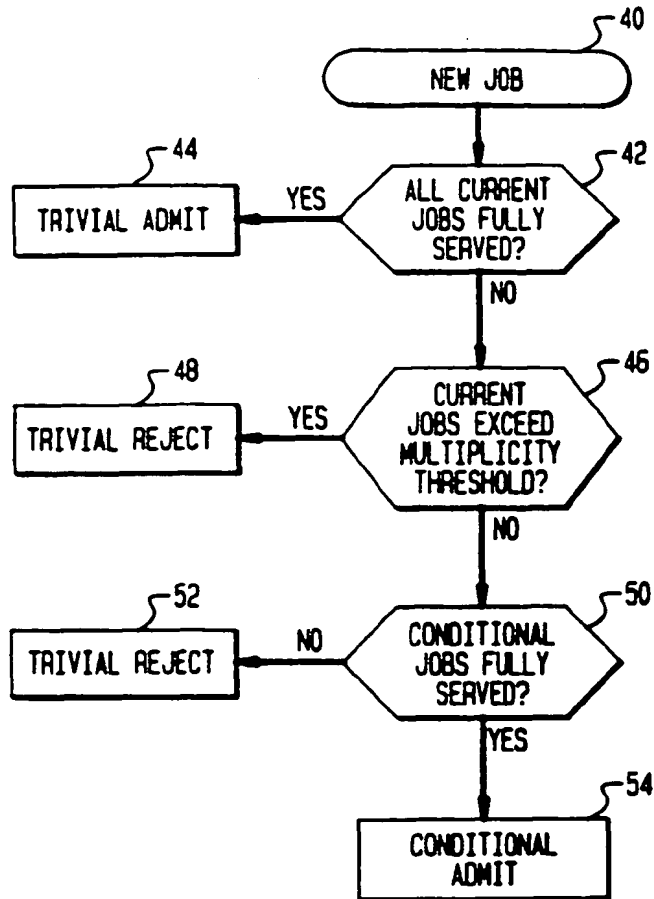 40
NEW JOB
42
44
ALL CURRENT
JOBS FULLY
SERVED?
YES
TRIVIAL ADMIT
NO
46
48
CURRENT
JOBS EXCEED
MULTIPLICITY
THRESHOLD?
YES
TRIVIAL REJECT
NO
50
52
CONDITIONAL
JOBS FULLY
SERVED?
NO
TRIVIAL REJECT
YES
54
CONDITIONAL
ADMIT